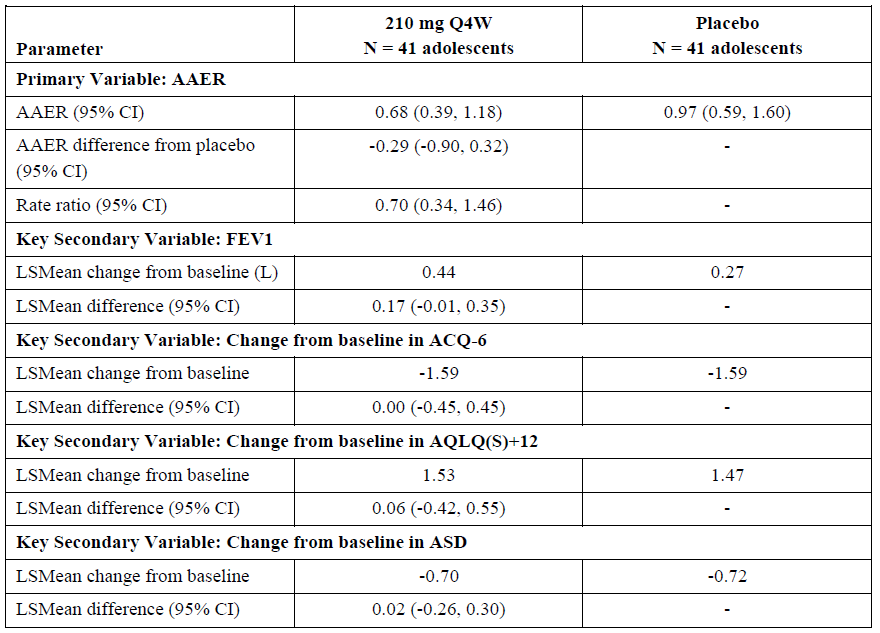 Parameter 210 mg Q4W N = 41 adolescents Placebo N = 41 adolescents
Primary Variable: AAER
AAER (95% CI) 0.68 (0.39, 1.18) 0.97 (0.59, 1.60)
AAER difference from placebo (95% CI) -0.29 (-0.90, 0.32) -
Rate ratio (95% CI) 0.70 (0.34, 1.46) -
Key Secondary Variable: FEV1
LSMean change from baseline (L) 0.44 0.27
LSMean difference (95% CI) 0.17 (-0.01, 0.35) -
Key Secondary Variable: Change from baseline in ACQ-6
LSMean change from baseline -1.59 -1.59
LSMean difference (95% CI) 0.00 (-0.45, 0.45) -
Key Secondary Variable: Change from baseline in AQLQ(S)+12
LSMean change from baseline 1.53 1.47
LSMean difference (95% CI) 0.06 (-0.42, 0.55) -
Key Secondary Variable: Change from baseline in ASD
LSMean change from baseline -0.70 -0.72
LSMean difference (95% CI) 0.02 (-0.26, 0.30) -